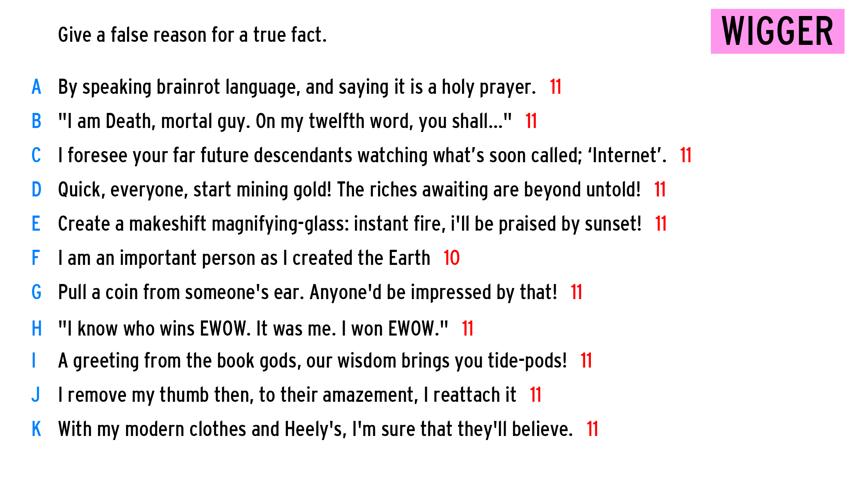 Give a false reason for a true fact.
WIGGER
A By speaking brainrot language, and saying it is a holy prayer. 11
B "I am Death, mortal guy. On my twelfth word, you shall..." 11
C I foresee your far future descendants watching what's soon called; ‘Internet’. 11
D Quick, everyone, start mining gold! The riches awaiting are beyond untold! 11
E Create a makeshift magnifying-glass: instant fire, i'll be praised by sunset! 11
F I am an important person as I created the Earth 10
G Pull a coin from someone's ear. Anyone'd be impressed by that! 11
H "I know who wins EWOW. It was me. I won EWOW." 11
I A greeting from the book gods, our wisdom brings you tide-pods! 11
J I remove my thumb then, to their amazement, I reattach it 11
K With my modern clothes and Heely's, I'm sure that they'll believe. 11